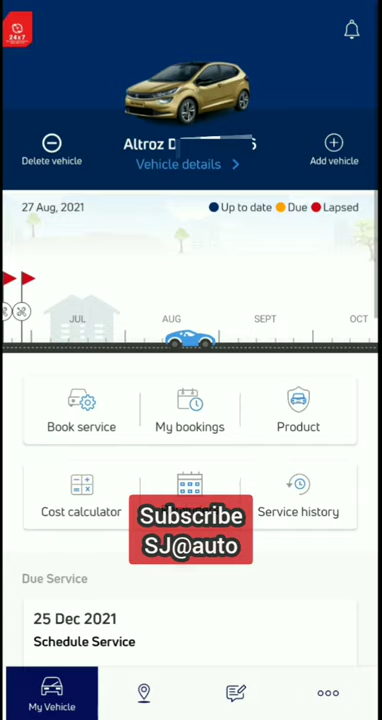 24x7
Altroz D
Delete vehicle
Vehicle details >
Add vehicle
27 Aug, 2021
Up to date
Due
Lapsed
JUL
AUG
SEPT
OCT
Book service
My bookings
Product
Cost calculator
Service history
Subscribe
SJ@auto
Due Service
25 Dec 2021
Schedule Service
My Vehicle